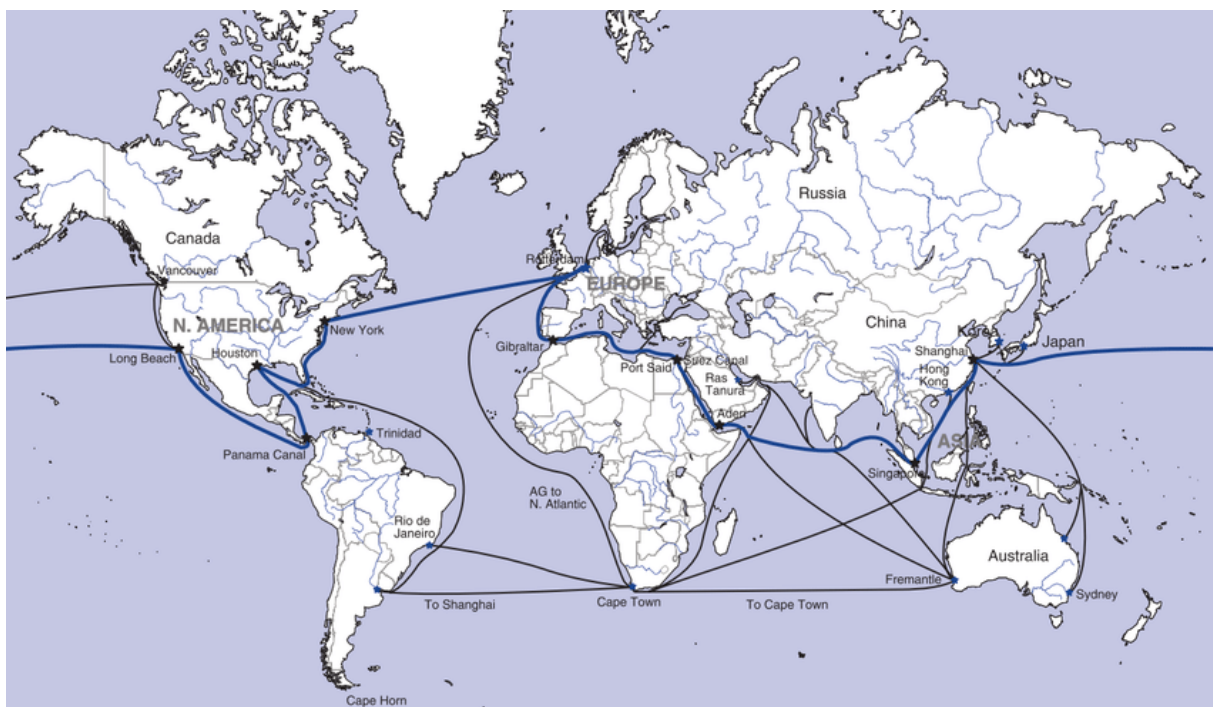 Russia
Canada
Rotterdam
Vancouver
EUROPE
N. AMERICA
New York
China
Korea
Japan
Gibraltar
Long Beach
Houston
Port Said
Suez Canal
Shanghai
Hong
Kong
Ras
Tanura
Aden
Trinidad
ASIA
Panama Canal
Singapore
AG to
N. Atlantic
Rio de
Janeiro
Australia
Fremantle
To Shanghai
Cape Town
To Cape Town
Sydney
Cape Horn